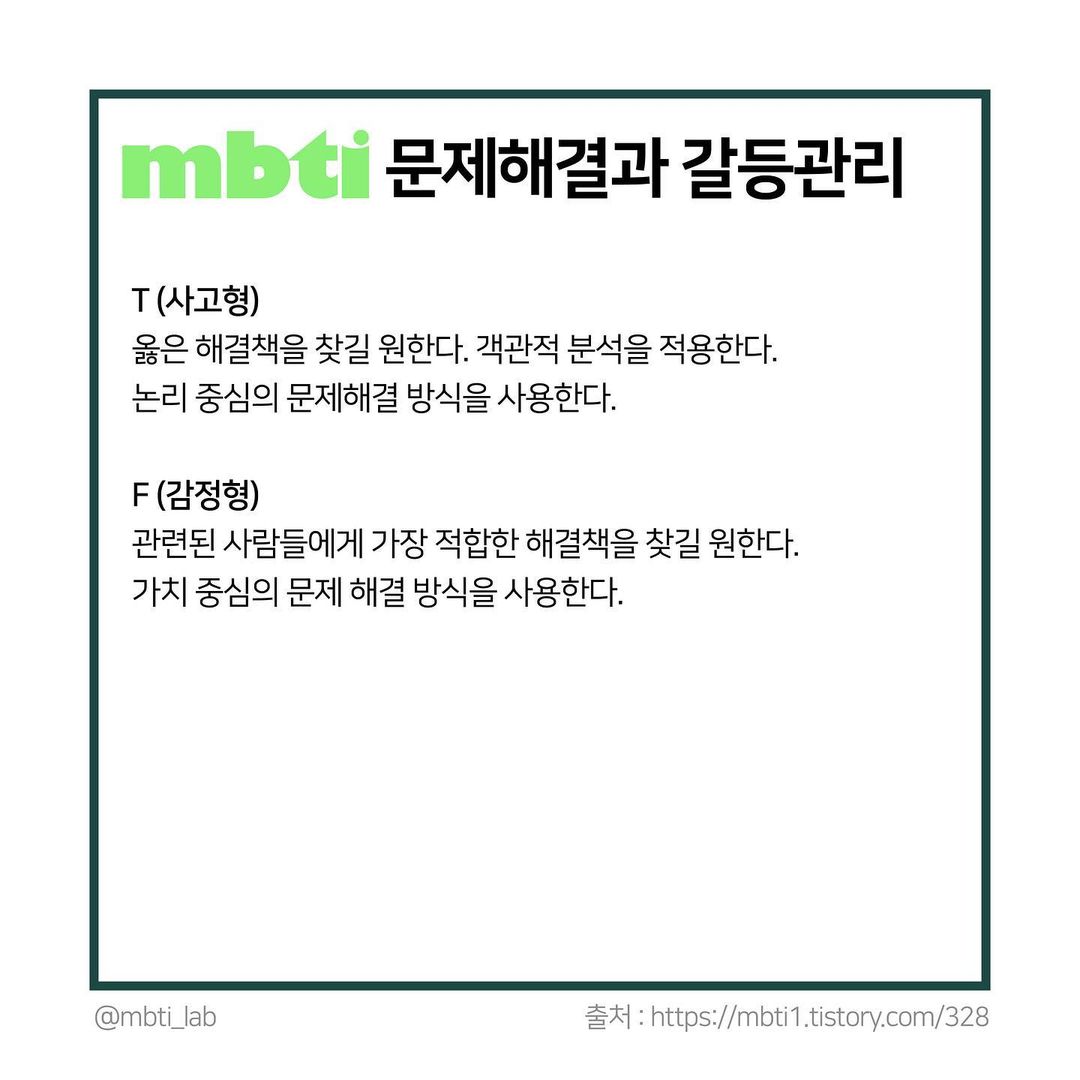 mbti 문제해결과 갈등관리
T (사고형)
옳은 해결책을 찾길 원한다. 객관적 분석을 적용한다.
논리 중심의 문제해결 방식을 사용한다.
F (감정형)
관련된 사람들에게 가장 적합한 해결책을 찾길 원한다.
가치 중심의 문제 해결 방식을 사용한다.
@mbti_lab
출처 : https://mbti1.tistory.com/328